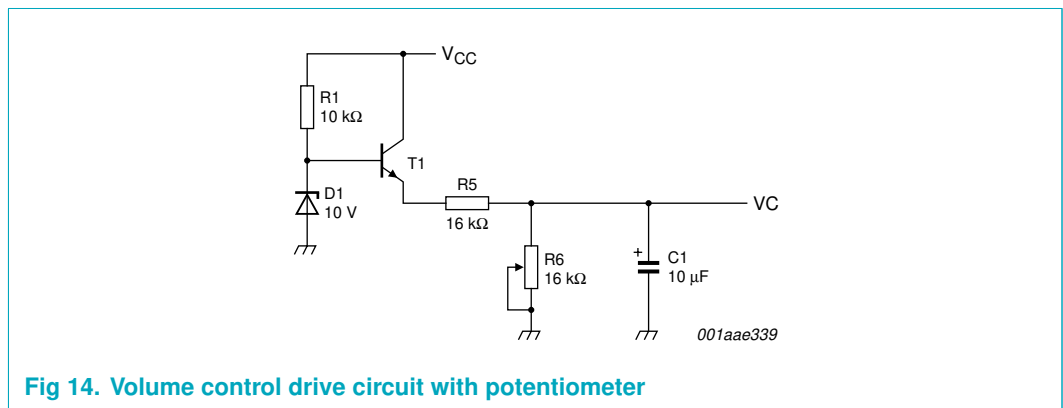 VCC
R1
10 kΩ
T1
D1
10 V
R5
16 kΩ
VC
R6
16 kΩ
+
C1
10 μF
001aae339
Fig 14. Volume control drive circuit with potentiometer